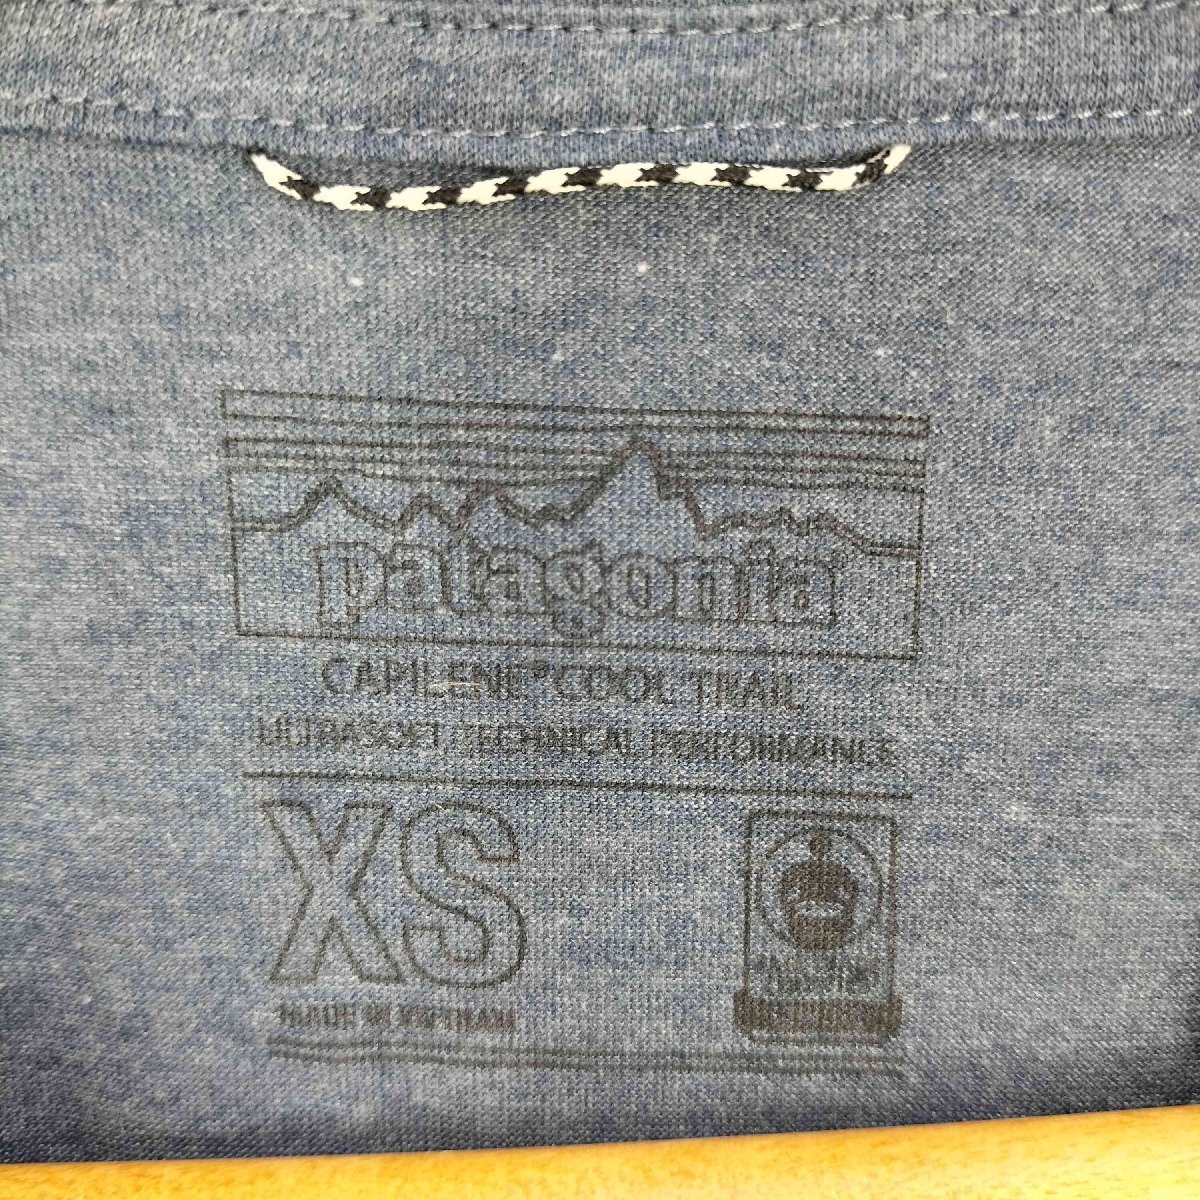 patagonia
CAPILENE® COOL TRAIL
ULTRASOFT TECHNICAL PERFORMANCE
XS
MADE IN VIETNAM